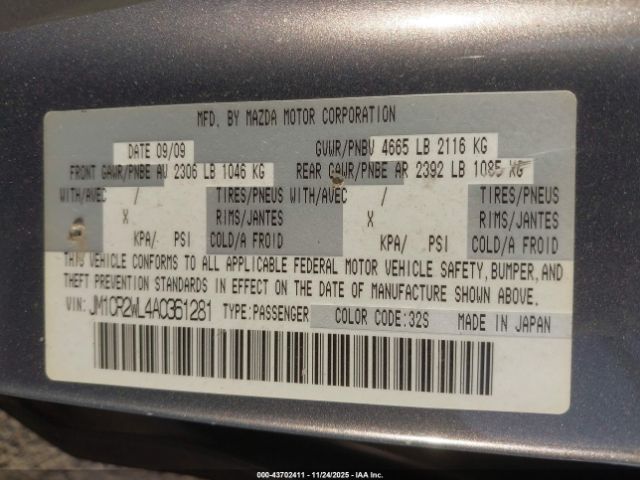 MFD. BY MAZDA MOTOR CORPORATION
DATE 09/09 GVWR/PNBV 4665 LB 2116 KG
FRONT GAWR/PNBE AV 2306 LB 1046 KG REAR GAWR/PNBE AR 2392 LB 1085 KG
WITH/AVEC / TIRES/PNEUS WITH/AVEC / TIRES/PNEUS
X RIMS/JANTES X RIMS/JANTES
KPA/ PSI COLD/A FROID KPA/ PSI COLD/A FROID
THIS VEHICLE CONFORMS TO ALL APPLICABLE FEDERAL MOTOR VEHICLE SAFETY, BUMPER, AND
THEFT PREVENTION STANDARDS IN EFFECT ON THE DATE OF MANUFACTURE SHOWN ABOVE.
VIN: JM1CR2WL4A0361281 TYPE:PASSENGER COLOR CODE:32S MADE IN JAPAN
000-43702411 - 11/24/2025 - IAA Inc.